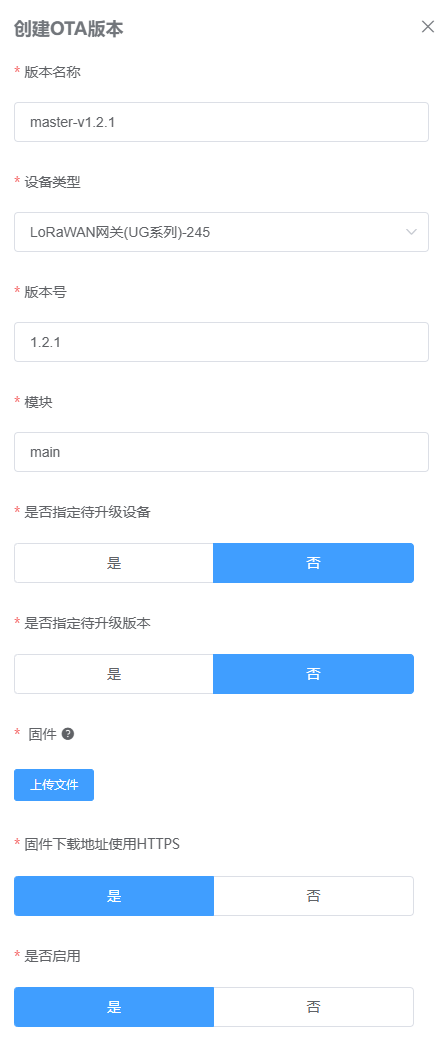 创建OTA版本
* 版本名称
master-v1.2.1
* 设备类型
LoRaWAN网关(UG系列)-245
* 版本号
1.2.1
* 模块
main
* 是否指定待升级设备
是 否
* 是否指定待升级版本
是 否
* 固件 ?
上传文件
* 固件下载地址使用HTTPS
是 否
* 是否启用
是 否